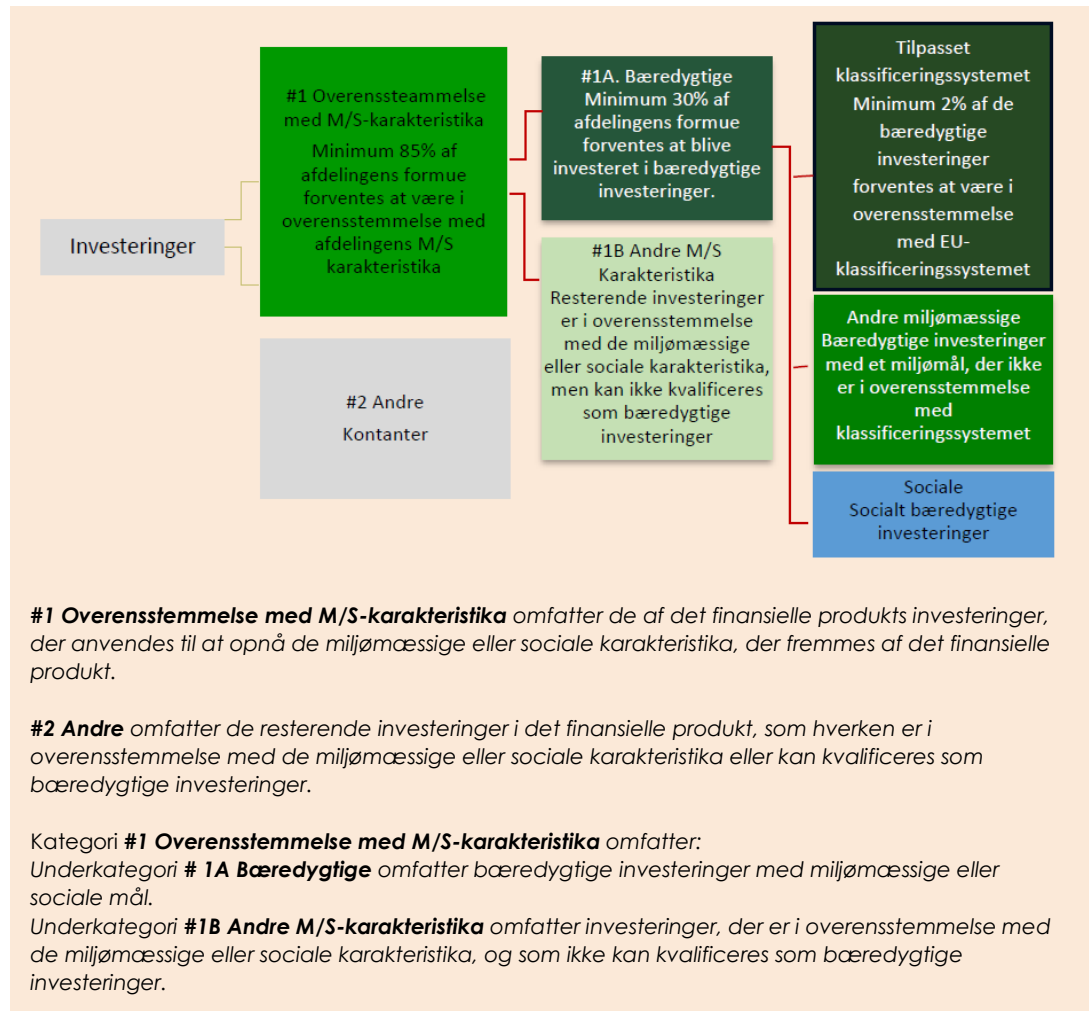 Investeringer
#1 Overenssteammelse
med M/S-karakteristika
Minimum 85% af
afdelingens formue
forventes at være i
overensstemmelse med
afdelingens M/S
karakteristika
#2 Andre
Kontanter
#1A. Bæredygtige
Minimum 30% af
afdelingens formue
forventes at blive
investeret i bæredygtige
investeringer.
#1B Andre M/S
Karakteristika
Resterende investeringer
er i overensstemmelse
med de miljømæssige
eller sociale karakteristika,
men kan ikke kvalificeres
som bæredygtige
investeringer
Tilpasset
klassificeringssystemet
Minimum 2% af de
bæredygtige
investeringer
forventes at være i
overensstemmelse
med EU-
klassificeringssystemet
Andre miljømæssige
Bæredygtige investeringer
med et miljømål, der ikke
er i overensstemmelse
med
klassificeringssystemet
Sociale
Socialt bæredygtige
investeringer
#1 Overensstemmelse med M/S-karakteristika omfatter de af det finansielle produkts investeringer,
der anvendes til at opnå de miljømæssige eller sociale karakteristika, der fremmes af det finansielle
produkt.
#2 Andre omfatter de resterende investeringer i det finansielle produkt, som hverken er i
overensstemmelse med de miljømæssige eller sociale karakteristika eller kan kvalificeres som
bæredygtige investeringer.
Kategori #1 Overensstemmelse med M/S-karakteristika omfatter:
Underkategori # 1A Bæredygtige omfatter bæredygtige investeringer med miljømæssige eller
sociale mål.
Underkategori #1B Andre M/S-karakteristika omfatter investeringer, der er i overensstemmelse med
de miljømæssige eller sociale karakteristika, og som ikke kan kvalificeres som bæredygtige
investeringer.